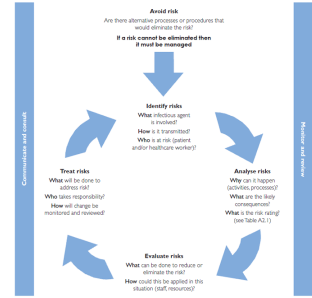 Avoid risk
Are there alternative processes or procedures that
would eliminate the risk?
If a risk cannot be eliminated then
it must be managed
Communicate and consult
Monitor and review
Identify risks
What infectious agent
is involved?
How is it transmitted?
Who is at risk (patient
and/or healthcare worker)?
Treat risks
What will be done to
address risk?
Who takes responsibility?
How will change be
monitored and reviewed?
Analyse risks
Why can it happen
(activities, processes)?
What are the likely
consequences?
What is the risk rating?
(see Table A2.1)
Evaluate risks
What can be done to reduce or
eliminate the risk?
How could this be applied in this
situation (staff, resources)?